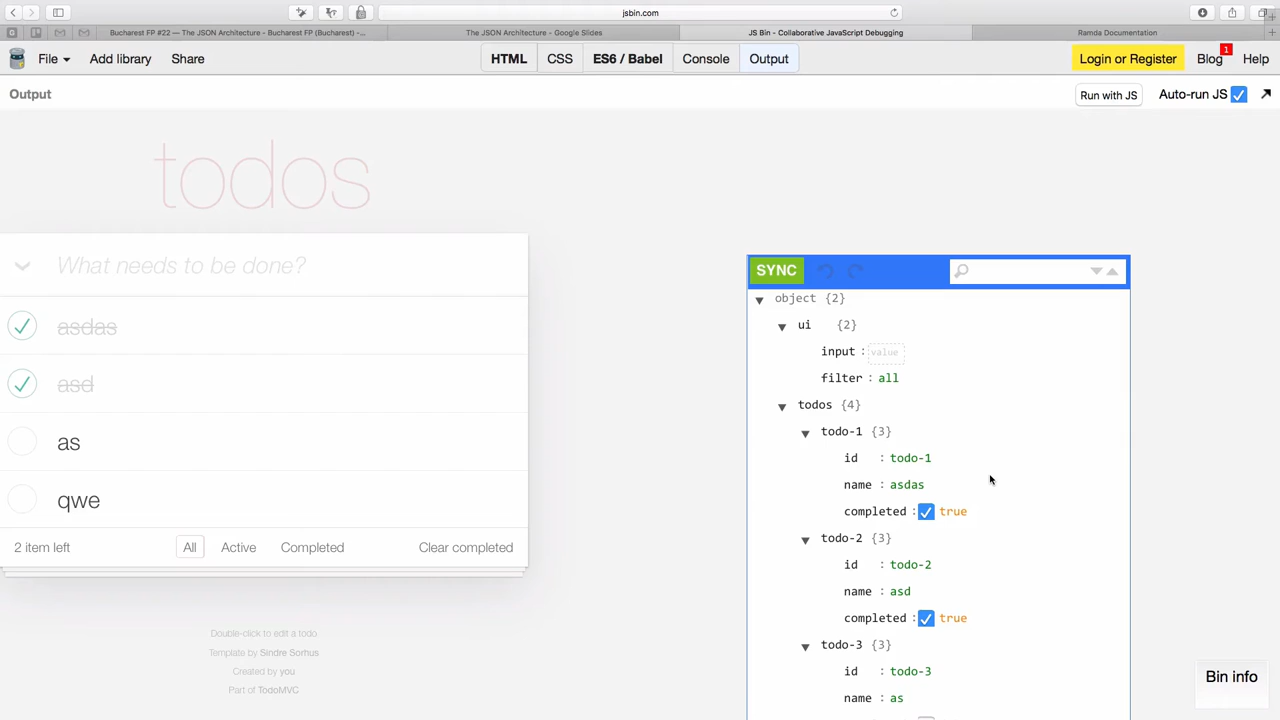 jsbin.com
Bucharest FP #22 — The JSON Architecture - Bucharest FP (Bucharest) -...
The JSON Architecture - Google Slides
JS Bin - Collaborative JavaScript Debugging
Ramda Documentation
File
Add library
Share
HTML
CSS
ES6 / Babel
Console
Output
Login or Register
Blog
1
Help
Output
Run with JS
Auto-run JS
todos
What needs to be done?
asdas
asd
as
qwe
2 item left
All
Active
Completed
Clear completed
Double-click to edit a todo
Template by Sindre Sorhus
Created by you
Part of TodoMVC
SYNC
object {2}
ui {2}
input : value
filter : all
todos {4}
todo-1 {3}
id : todo-1
name : asdas
completed : true
todo-2 {3}
id : todo-2
name : asd
completed : true
todo-3 {3}
id : todo-3
name : as
Bin info